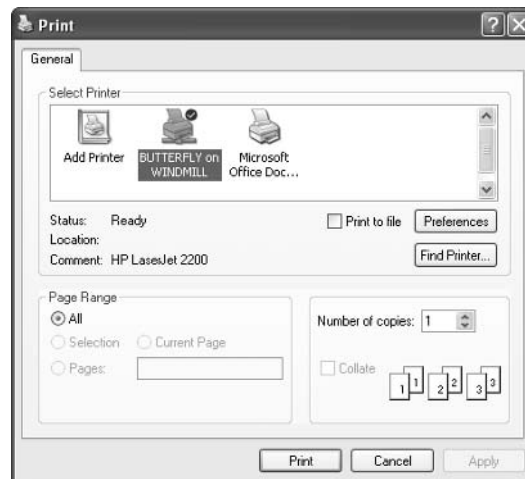 Print
General
Select Printer
Add Printer
BUTTERFLY on
WINDMILL
Microsoft
Office Doc...
Status: Ready
Location:
Comment: HP LaserJet 2200
Print to file
Preferences
Find Printer...
Page Range
All
Selection
Current Page
Pages:
Number of copies: 1
Collate
1 1 2 2 3 3
Print
Cancel
Apply